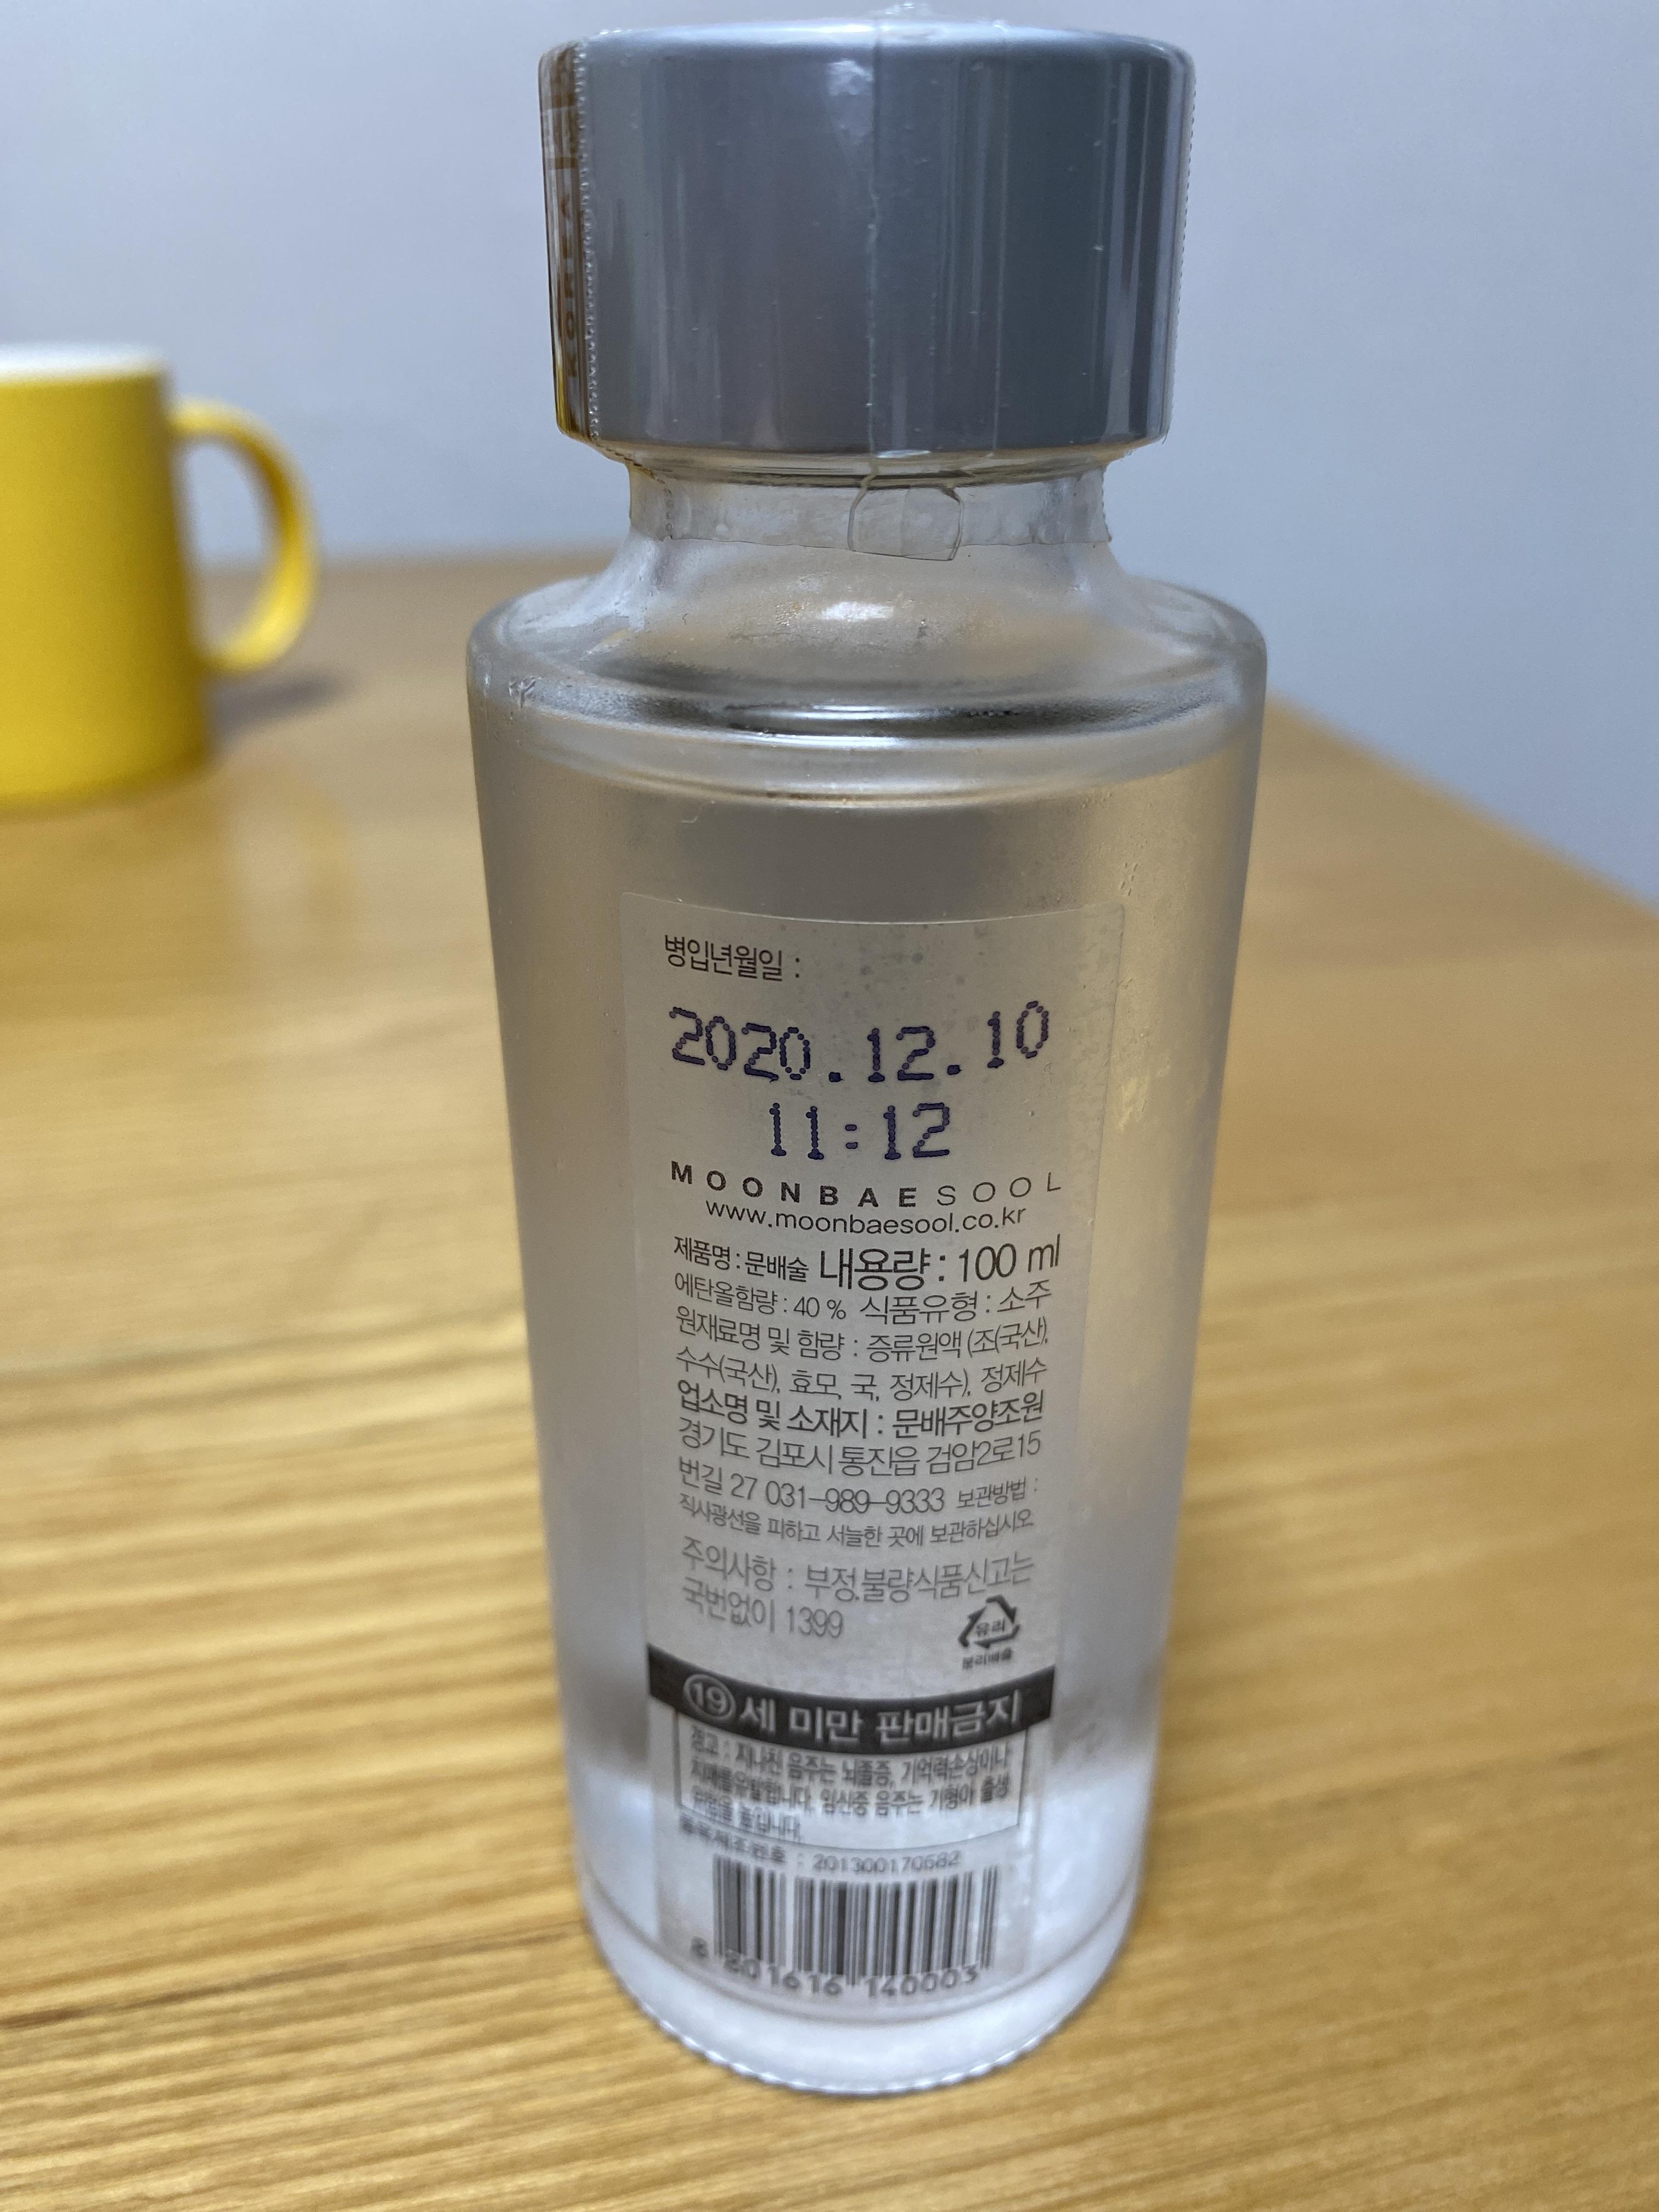 병입년월일 :
2020.12.10
11:12
MOONBAESOOL
www.moonbaesool.co.kr
제품명 : 문배술 내용량 : 100 ml
에탄올함량 : 40 % 식품유형 : 소주
원재료명 및 함량 : 증류원액 (조(국산),
수수(국산), 효모, 국, 정제수), 정제수
업소명 및 소재지 : 문배주양조원
경기도 김포시 통진읍 검암2로15
번길 27 031-989-9333 보관방법 :
직사광선을 피하고 서늘한 곳에 보관하십시오
주의사항 : 부정.불량식품신고는
국번없이 1399
유리
분리배출
19세 미만 판매금지
경고 : 지나친 음주는 뇌졸중, 기억력손상이나
치매를 유발합니다. 임신중 음주는 기형아 출생
위험을 높입니다.
: 201300170682
8 801616 140003